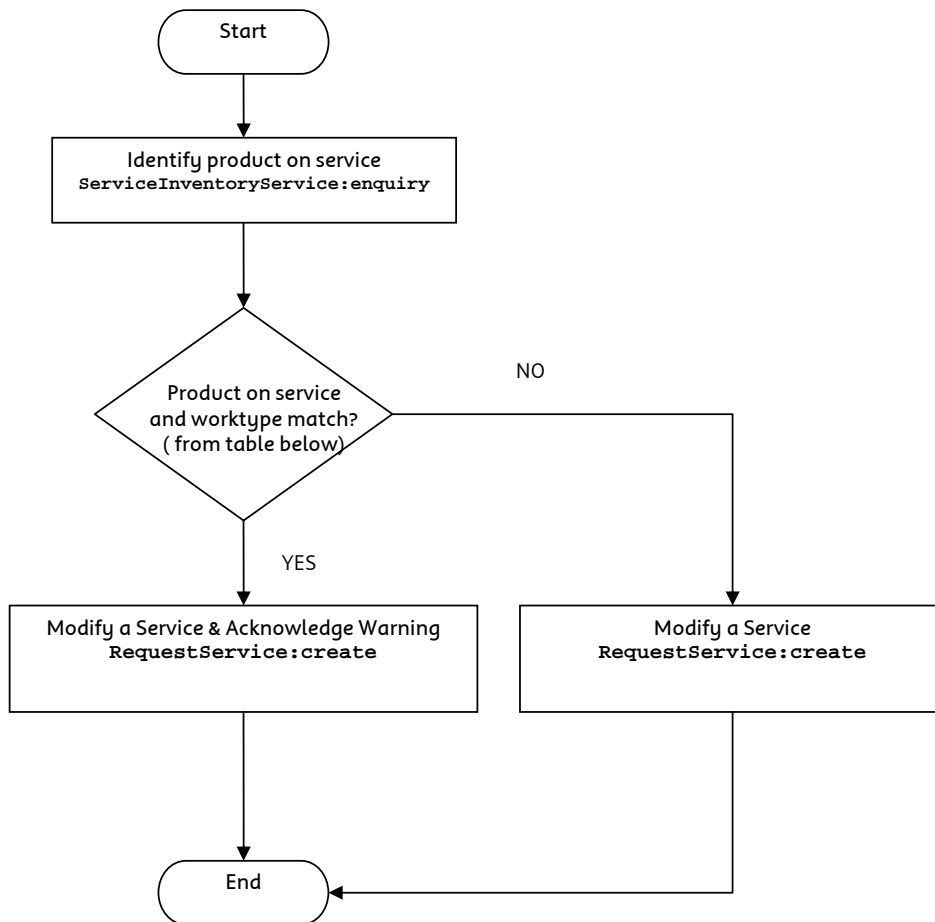 Start
Identify product on service
ServiceInventoryService:enquiry
NO
Product on service
and worktype match?
( from table below)
YES
Modify a Service & Acknowledge Warning
RequestService:create
Modify a Service
RequestService:create
End